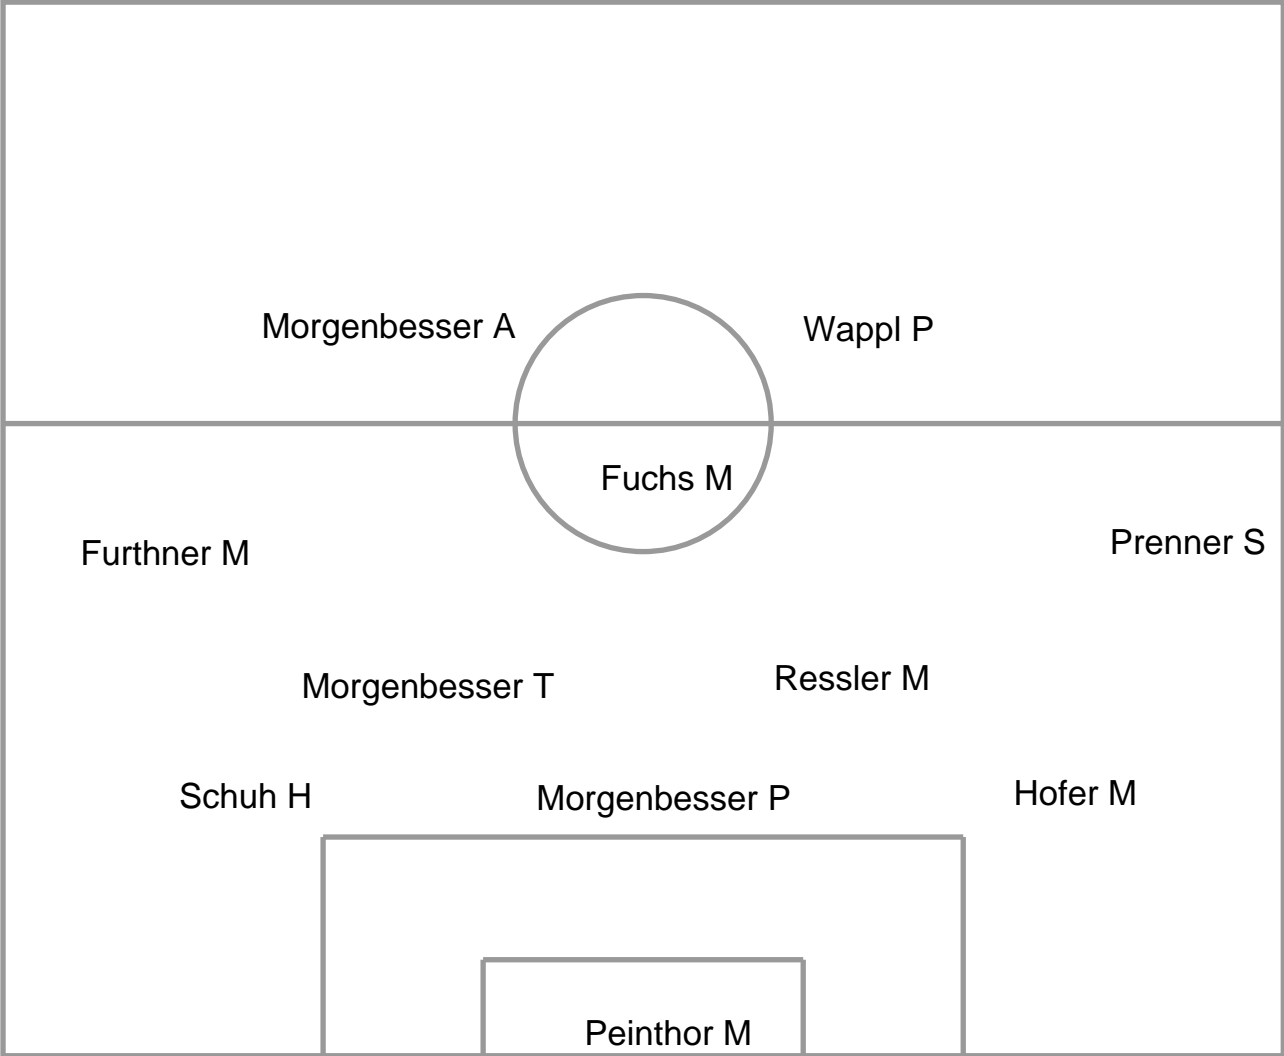 Morgenbesser A
Wappl P
Fuchs M
Furthner M
Prenner S
Morgenbesser T
Ressler M
Schuh H
Morgenbesser P
Hofer M
Peinthor M